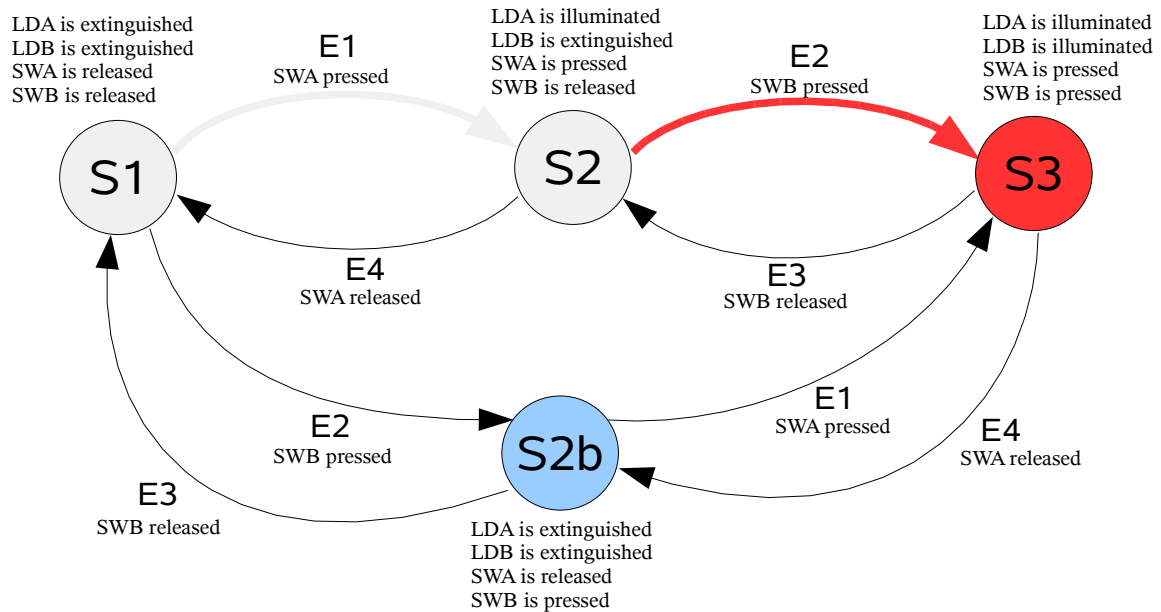 LDA is extinguished
LDB is extinguished
SWA is released
SWB is released
E1
SWA pressed
LDA is illuminated
LDB is extinguished
SWA is pressed
SWB is released
E2
SWB pressed
LDA is illuminated
LDB is illuminated
SWA is pressed
SWB is pressed
S1
S2
S3
E4
SWA released
E3
SWB released
E2
SWB pressed
E1
SWA pressed
E4
SWA released
S2b
E3
SWB released
LDA is extinguished
LDB is extinguished
SWA is released
SWB is pressed